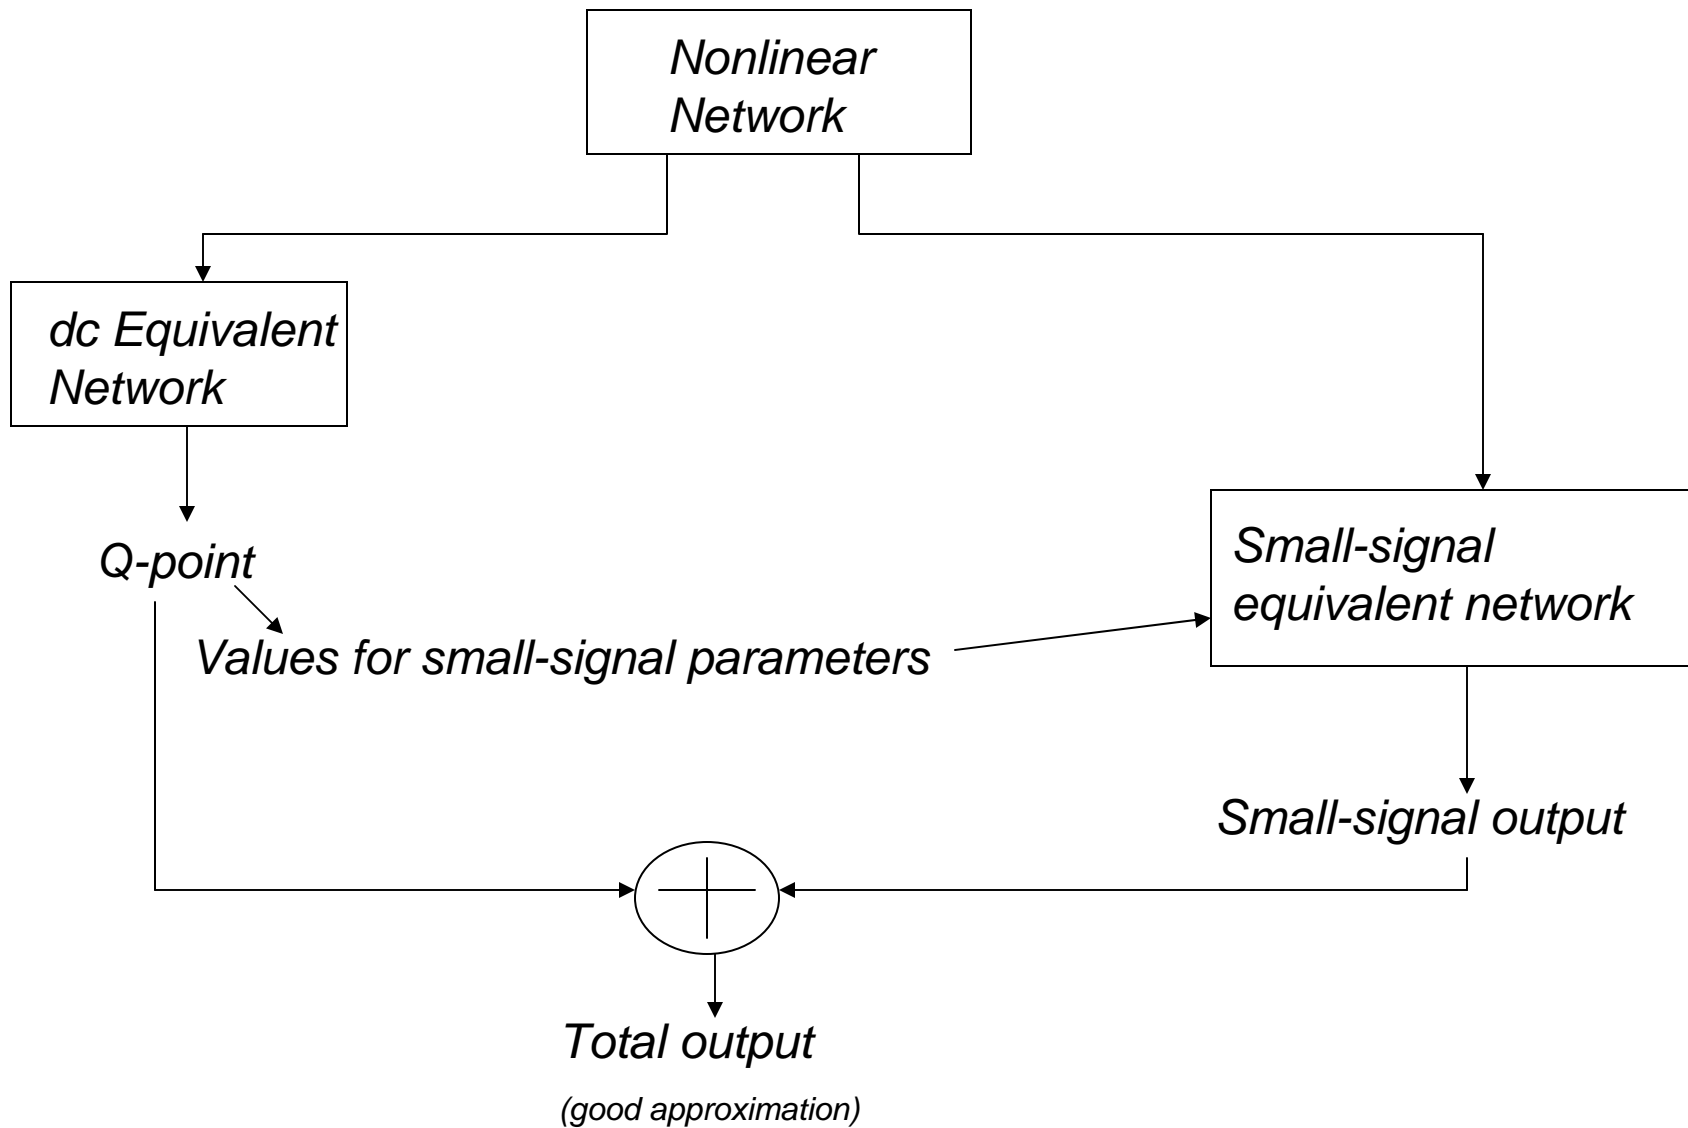 Nonlinear
Network
dc Equivalent
Network
Q-point
Values for small-signal parameters
Small-signal
equivalent network
Small-signal output
Total output
(good approximation)